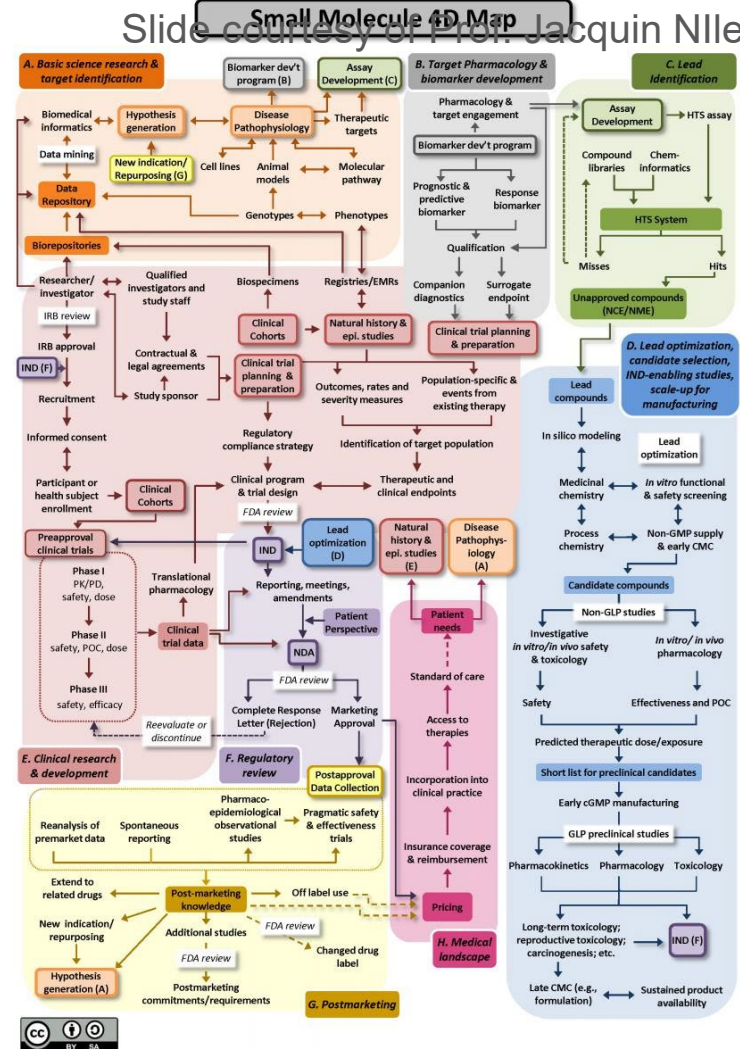 Small Molecule 4D Map
Slide courtesy of Prof. Jacquin NIle
A. Basic science research &
target identification
Biomarker dev't
program (B)
Assay
Development (C)
Biomedical
informatics
Hypothesis
generation
Disease
Pathophysiology
Therapeutic
targets
Data mining
New indication/
Repurposing (G)
Cell lines
Animal
models
Molecular
pathway
Data
Repository
Genotypes
Phenotypes
Biorepositories
B. Target Pharmacology &
biomarker development
Pharmacology &
target engagement
Biomarker dev't program
Prognostic &
predictive
biomarker
Response
biomarker
Qualification
Companion
diagnostics
Surrogate
endpoint
Clinical trial planning
& preparation
C. Lead
Identification
Assay
Development
HTS assay
Compound
libraries
Chem-
informatics
HTS System
Misses
Hits
Unapproved compounds
(NCE/NME)
D. Lead optimization,
candidate selection,
IND-enabling studies,
scale-up for
manufacturing
Lead
compounds
In silico modeling
Lead
optimization
Medicinal
chemistry
In vitro functional
& safety screening
Process
chemistry
Non-GMP supply
& early CMC
Candidate compounds
Non-GLP studies
Investigative
in vitro/in vivo safety
& toxicology
In vitro/ in vivo
pharmacology
Safety
Effectiveness and POC
Predicted therapeutic dose/exposure
Short list for preclinical candidates
Early cGMP manufacturing
GLP preclinical studies
Pharmacokinetics
Pharmacology
Toxicology
Long-term toxicology;
reproductive toxicology;
carcinogenesis; etc.
IND (F)
Late CMC (e.g.,
formulation)
Sustained product
availability
Researcher/
investigator
Qualified
investigators and
study staff
Biospecimens
Registries/EMRs
IRB review
IRB approval
Clinical
Cohorts
Natural history &
epi. studies
IND (F)
Contractual &
legal agreements
Clinical trial
planning &
preparation
Recruitment
Study sponsor
Outcomes, rates and
severity measures
Population-specific &
events from
existing therapy
Informed consent
Regulatory
compliance strategy
Identification of target population
Participant or
health subject
enrollment
Clinical
Cohorts
Clinical program
& trial design
Therapeutic and
clinical endpoints
FDA review
Preapproval
clinical trials
IND
Lead
optimization
(D)
Natural
history &
epi. studies
(E)
Disease
Pathophys-
iology
(A)
Phase I
PK/PD,
safety, dose
Translational
pharmacology
Reporting, meetings,
amendments
Phase II
safety, POC, dose
Clinical
trial data
Patient
Perspective
NDA
Phase III
safety, efficacy
FDA review
Reevaluate or
discontinue
Complete Response
Letter (Rejection)
Marketing
Approval
E. Clinical research
& development
F. Regulatory
review
Patient
needs
Standard of care
Access to
therapies
Incorporation into
clinical practice
Insurance coverage
& reimbursement
Pricing
H. Medical
landscape
Postapproval
Data Collection
Reanalysis of
premarket data
Spontaneous
reporting
Pharmaco-
epidemiological
observational
studies
Pragmatic safety
& effectiveness
trials
Extend to
related drugs
Post-marketing
knowledge
Off label use
New indication/
repurposing
Additional studies
FDA review
Changed drug
label
FDA review
Hypothesis
generation (A)
Postmarketing
commitments/requirements
G. Postmarketing
cc
BY SA